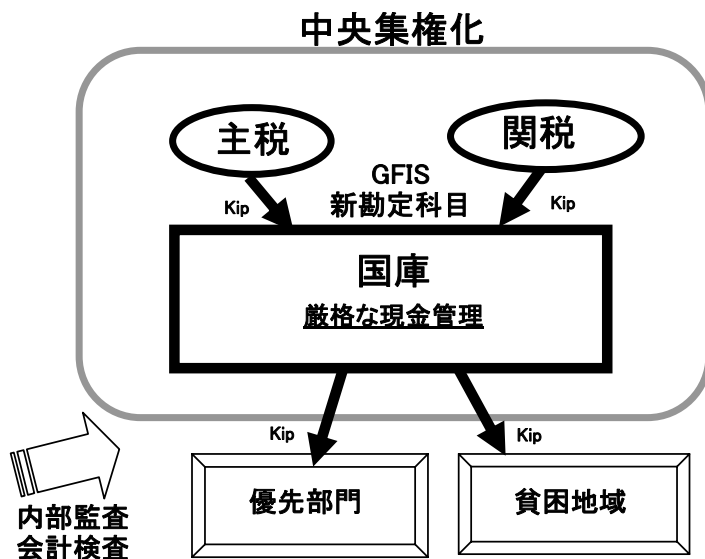 中央集権化
主税
関税
GFIS
新勘定科目
Kip
Kip
国庫
厳格な現金管理
Kip
Kip
優先部門
貧困地域
内部監査
会計検査